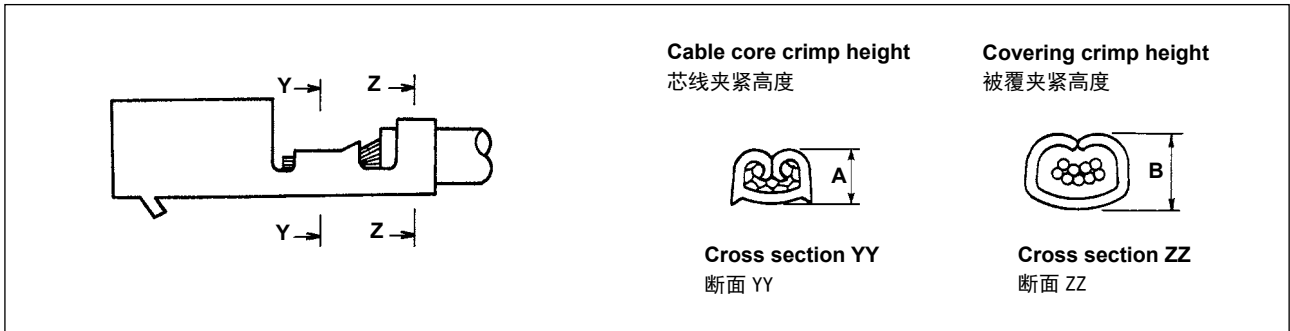 Y
Z
Y
Z
Cable core crimp height
芯线夹紧高度
A
Cross section YY
断面 YY
Covering crimp height
被覆夹紧高度
B
Cross section ZZ
断面 ZZ